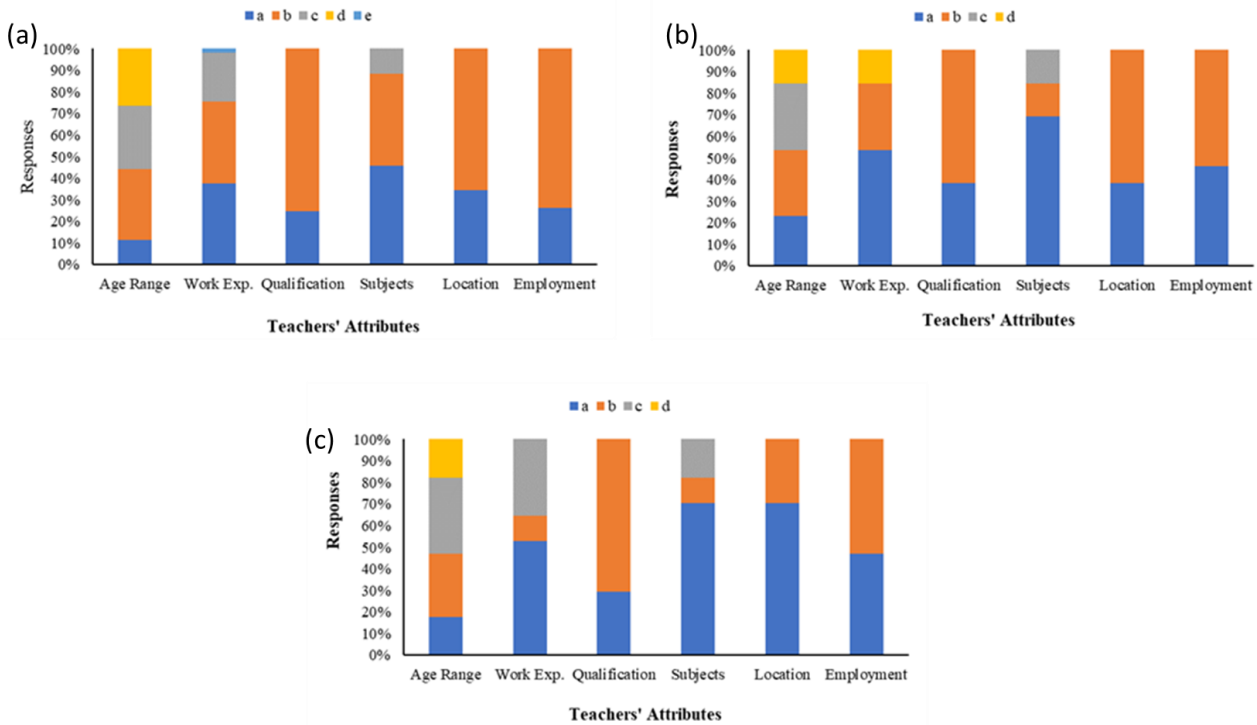 (a)
a b c d e
Responses
100%
90%
80%
70%
60%
50%
40%
30%
20%
10%
0%
Age Range Work Exp. Qualification Subjects Location Employment
Teachers' Attributes
(b)
a b c d
Responses
100%
90%
80%
70%
60%
50%
40%
30%
20%
10%
0%
Age Range Work Exp. Qualification Subjects Location Employment
Teachers' Attributes
(c)
a b c d
Responses
100%
90%
80%
70%
60%
50%
40%
30%
20%
10%
0%
Age Range Work Exp. Qualification Subjects Location Employment
Teachers' Attributes